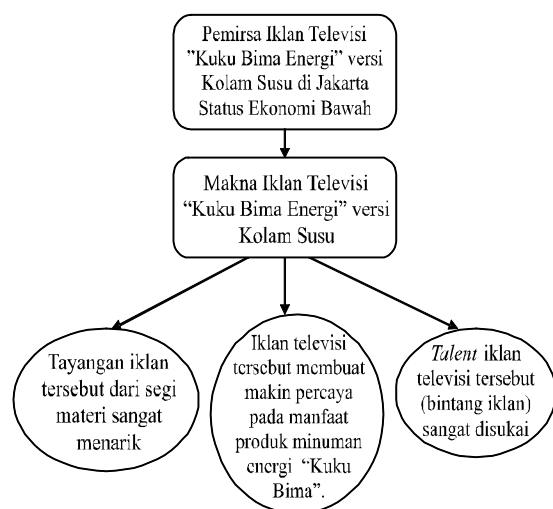 Pemirsa Iklan Televisi
”Kuku Bima Energi” versi
Kolam Susu di Jakarta
Status Ekonomi Bawah
Makna Iklan Televisi
“Kuku Bima Energi” versi
Kolam Susu
Tayangan iklan
tersebut dari segi
materi sangat
menarik
Iklan televisi
tersebut membuat
makin percaya
pada manfaat
produk minuman
energi “Kuku
Bima”.
Talent iklan
televisi tersebut
(bintang iklan)
sangat disukai